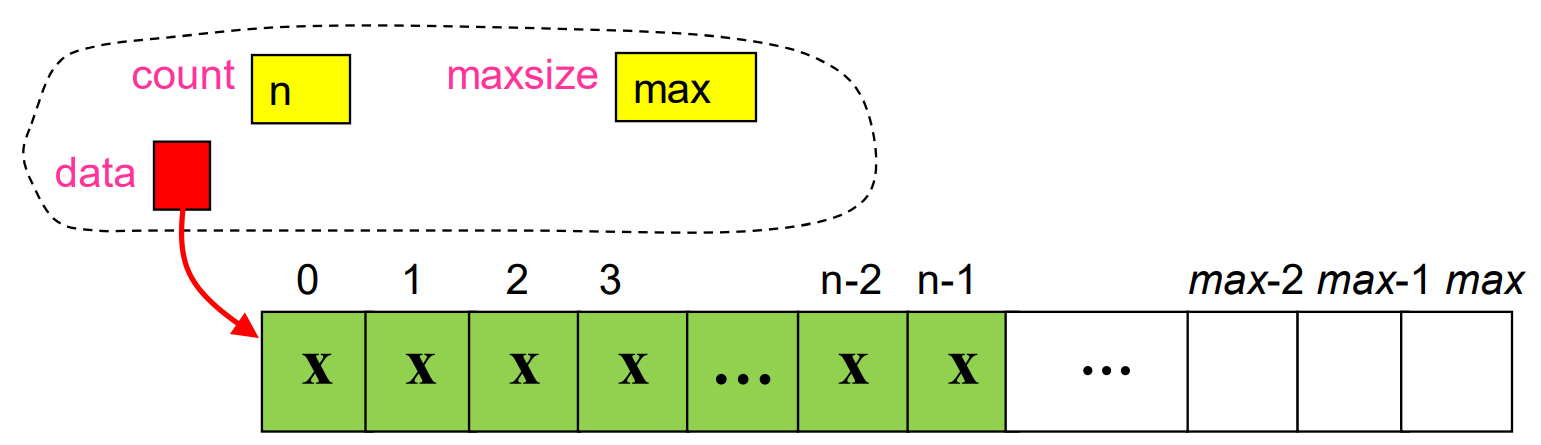 count n maxsize max
data
0 1 2 3 n-2 n-1 max-2 max-1 max
x x x x ... x x ...